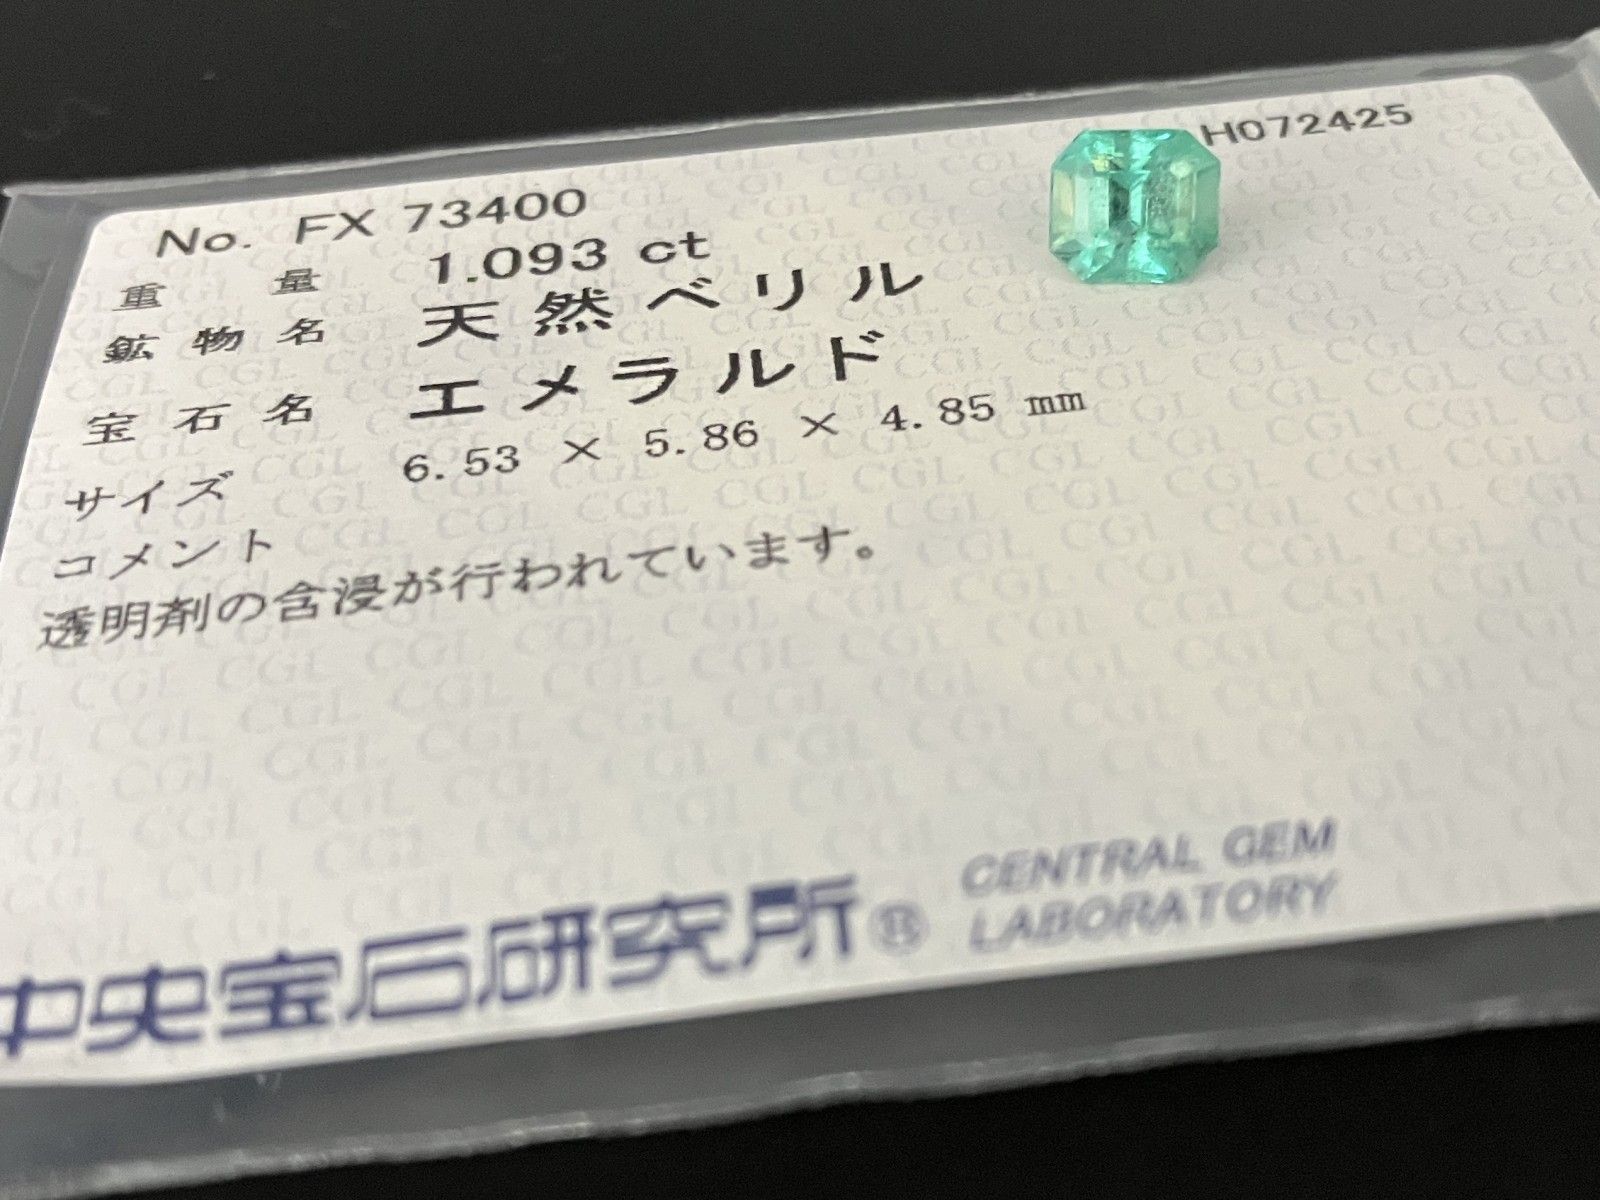 H072425
No. FX 73400
重量 1.093 ct
鉱物名 天然ベリル
宝石名 エメラルド
サイズ 6.53 × 5.86 × 4.85 mm
コメント
透明剤の含浸が行われています。
中央宝石研究所®
CENTRAL GEM
LABORATORY